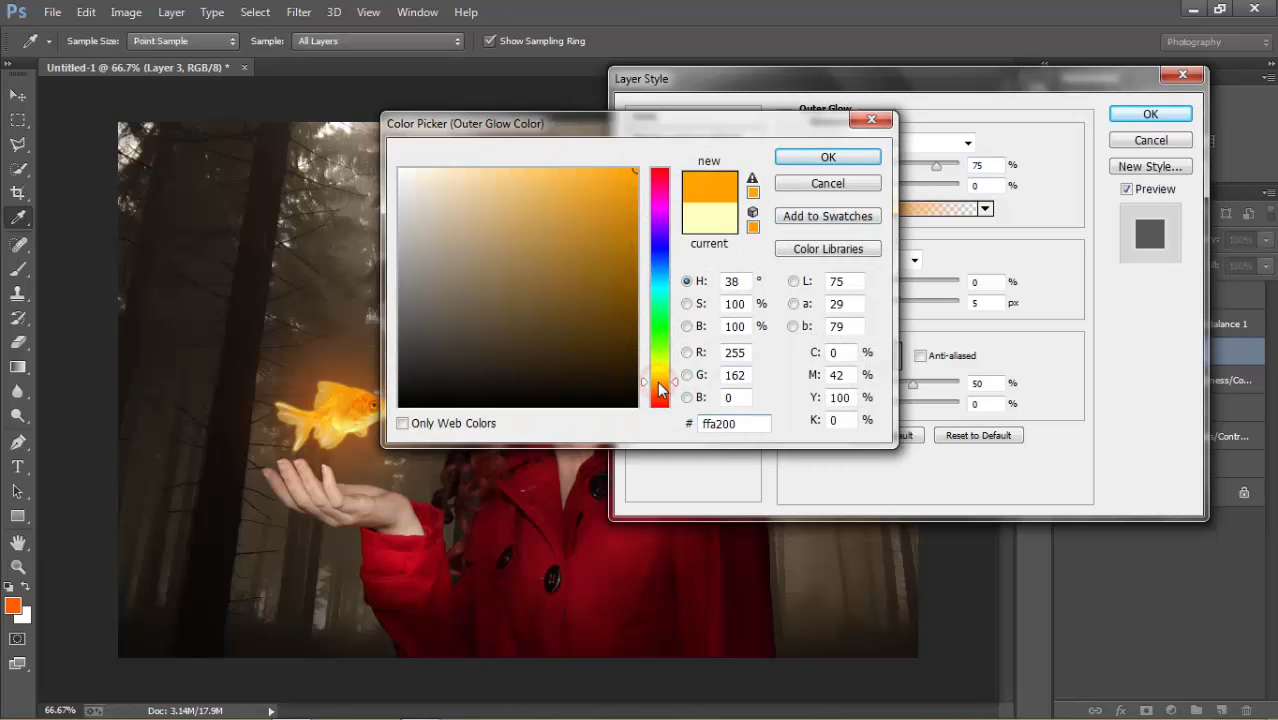 Ps File Edit Image Layer Type Select Filter 3D View Window Help
Sample Size: Point Sample Sample: All Layers Show Sampling Ring Photography
Untitled-1 @ 66.7% (Layer 3, RGB/8) *
Layer Style
Color Picker (Outer Glow Color)
Outer Glow
OK
Cancel
New Style...
Preview
75 %
0 %
0 %
5 px
Anti-aliased
50 %
0 %
Reset to Default
new
current
OK
Cancel
Add to Swatches
Color Libraries
H: 38 °
S: 100 %
B: 100 %
R: 255
G: 162
B: 0
# ffa200
L: 75
a: 29
b: 79
C: 0 %
M: 42 %
Y: 100 %
K: 0 %
Only Web Colors
100%
100%
Balance 1
ness/Co...
s/Contr...
66.67% Doc: 3.14M/17.9M